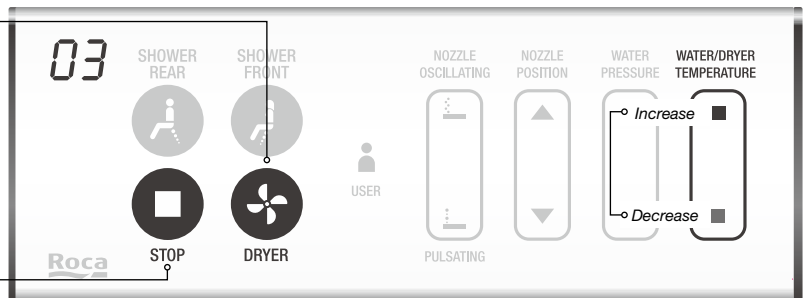 03
SHOWER
REAR
SHOWER
FRONT
NOZZLE
OSCILLATING
NOZZLE
POSITION
WATER
PRESSURE
WATER/DRYER
TEMPERATURE
Increase
USER
Decrease
STOP
DRYER
PULSATING
Roca